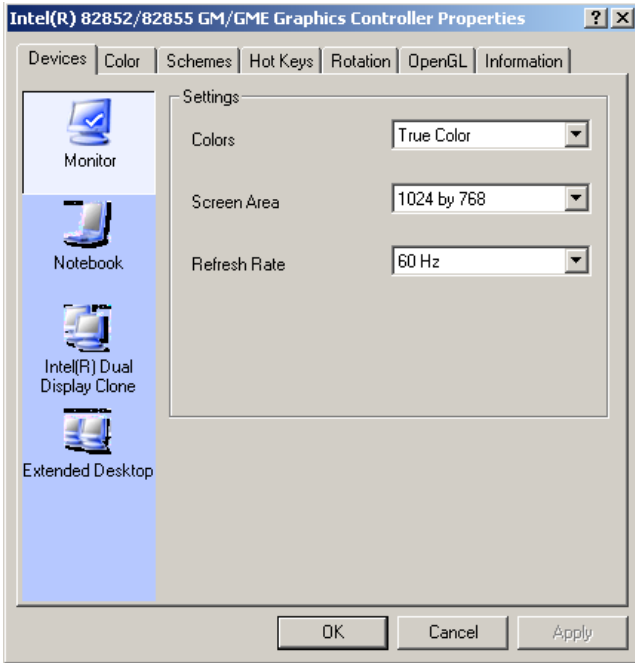 Intel(R) 82852/82855 GM/GME Graphics Controller Properties
Devices Color Schemes Hot Keys Rotation OpenGL Information
Monitor
Notebook
Intel(R) Dual
Display Clone
Extended Desktop
Settings
Colors True Color
Screen Area 1024 by 768
Refresh Rate 60 Hz
OK Cancel Apply